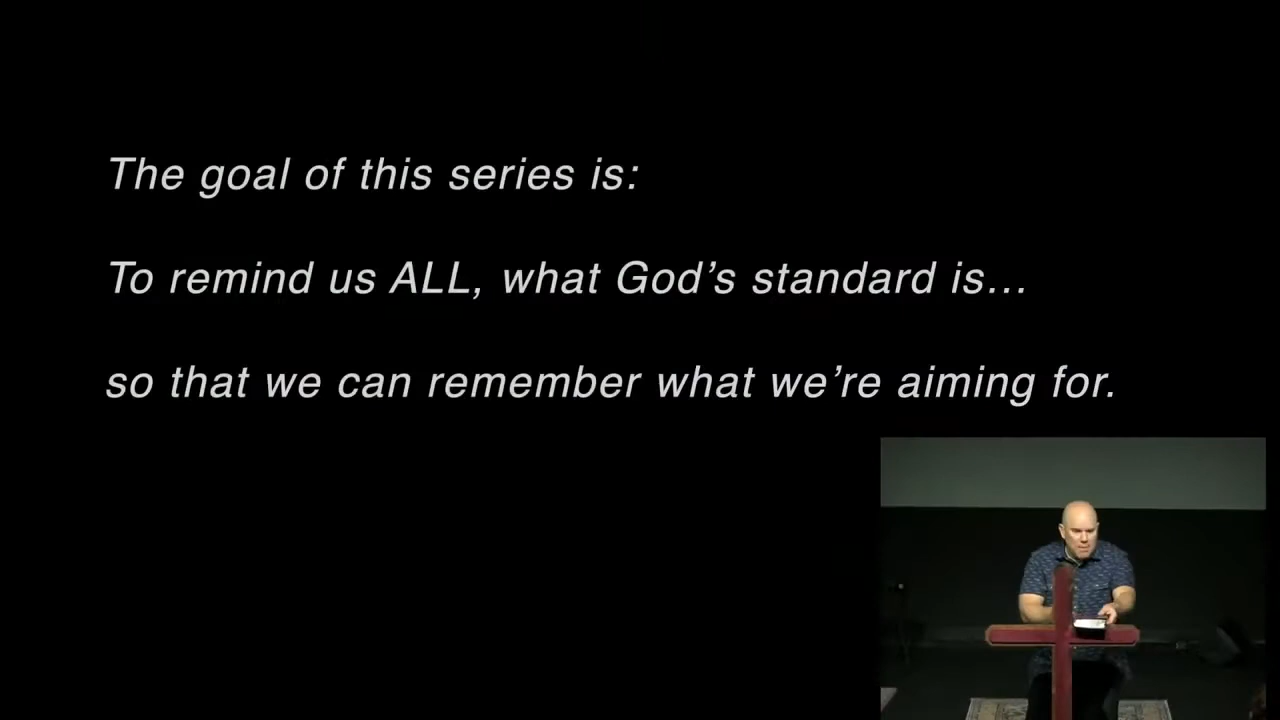 The goal of this series is:
To remind us ALL, what God’s standard is...
so that we can remember what we’re aiming for.